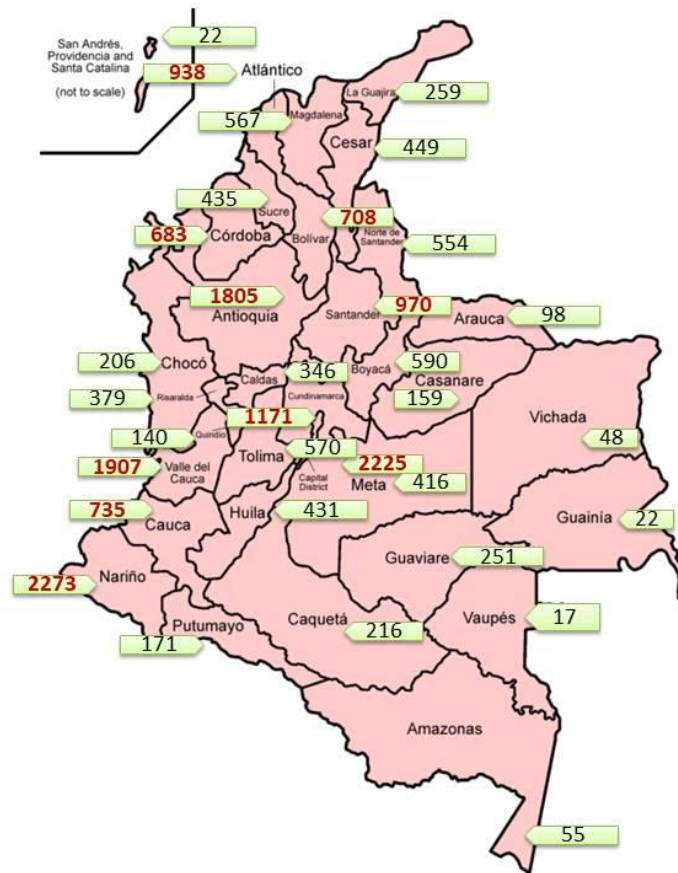 San Andrés,
Providencia and
Santa Catalina
(not to scale)
22
938
Atlántico
La Guajira
259
567
Magdalena
Cesar
449
435
Sucre
708
683
Córdoba
Bolívar
Norte de
Santander
554
1805
Antioquia
Santander
970
Arauca
98
206
Chocó
346
Boyacá
590
Caldas
Casanare
379
Risaralda
Cundinamarca
159
1171
Vichada
140
Quindio
48
Tolima
570
1907
Valle del
Cauca
Capital
District
2225
Meta
416
735
Cauca
Huila
431
Guainía
22
Guaviare
251
2273
Nariño
Putumayo
Caquetá
Vaupés
17
171
216
Amazonas
55